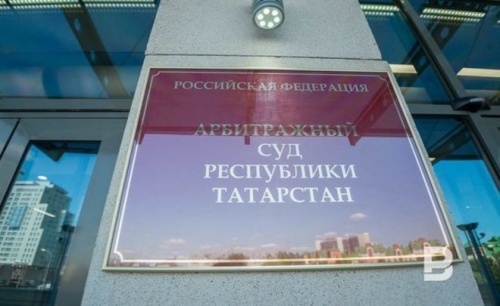 РОССИЙСКАЯ ФЕДЕРАЦИЯ
АРБИТРАЖНЫЙ
СУД
РЕСПУБЛИКИ
ТАТАРСТАН
B